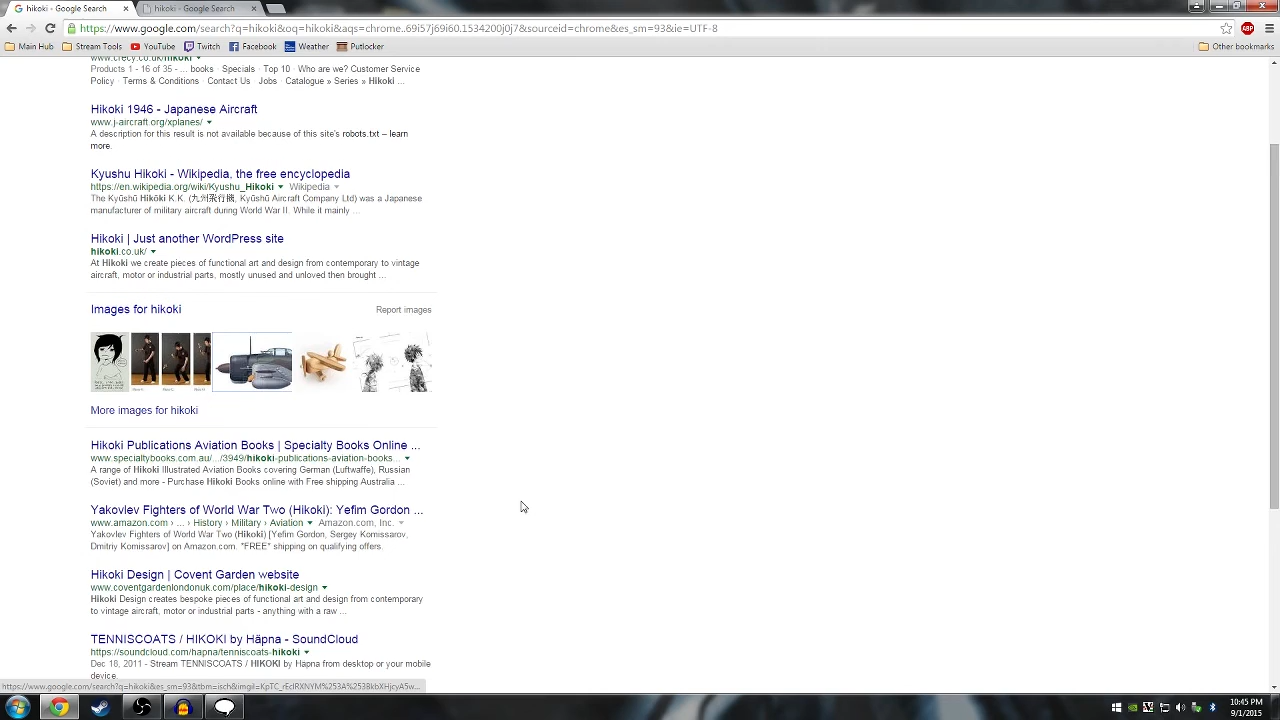 hikoki - Google Search
hikoki - Google Search
https://www.google.com/search?q=hikoki&oq=hikoki&aqs=chrome..69i57j69i60.1534200j0j7&sourceid=chrome&es_sm=93&ie=UTF-8
ABP
Main Hub
Stream Tools
YouTube
Twitch
Facebook
Weather
Putlocker
Other bookmarks
www.crecy.co.uk/hikoki
Products 1 - 16 of 35 - ... books · Specials · Top 10 · Who are we? Customer Service
Policy · Terms & Conditions · Contact Us · Jobs · Catalogue » Series » Hikoki ...
Hikoki 1946 - Japanese Aircraft
www.j-aircraft.org/xplanes/
A description for this result is not available because of this site's robots.txt – learn
more.
Kyushu Hikoki - Wikipedia, the free encyclopedia
https://en.wikipedia.org/wiki/Kyushu_Hikoki Wikipedia
The Kyūshū Hikōki K.K. (九州飛行機, Kyūshū Aircraft Company Ltd) was a Japanese
manufacturer of military aircraft during World War II. While it mainly ...
Hikoki | Just another WordPress site
hikoki.co.uk/
At Hikoki we create pieces of functional art and design from contemporary to vintage
aircraft, motor or industrial parts, mostly unused and unloved then brought ...
Images for hikoki
Report images
More images for hikoki
Hikoki Publications Aviation Books | Specialty Books Online ...
www.specialtybooks.com.au/.../3949/hikoki-publications-aviation-books...
A range of Hikoki Illustrated Aviation Books covering German (Luftwaffe), Russian
(Soviet) and more - Purchase Hikoki Books online with Free shipping Australia ...
Yakovlev Fighters of World War Two (Hikoki): Yefim Gordon ...
www.amazon.com › ... › History › Military › Aviation Amazon.com, Inc.
Yakovlev Fighters of World War Two (Hikoki) [Yefim Gordon, Sergey Komissarov,
Dmitriy Komissarov] on Amazon.com. *FREE* shipping on qualifying offers.
Hikoki Design | Covent Garden website
www.coventgardenlondonuk.com/place/hikoki-design
Hikoki Design creates bespoke pieces of functional art and design from contemporary
to vintage aircraft, motor or industrial parts - anything with a raw ...
TENNISCOATS / HIKOKI by Häpna - SoundCloud
https://soundcloud.com/hapna/tenniscoats-hikoki
Dec 18, 2011 - Stream TENNISCOATS / HIKOKI by Häpna from desktop or your mobile
device.
https://www.google.com/search?q=hikoki&es_sm=93&tbm=isch&imgil=KpTC_rEclRXNYM%253A%253BkbXHjcyA5w...
10:45 PM
9/1/2015